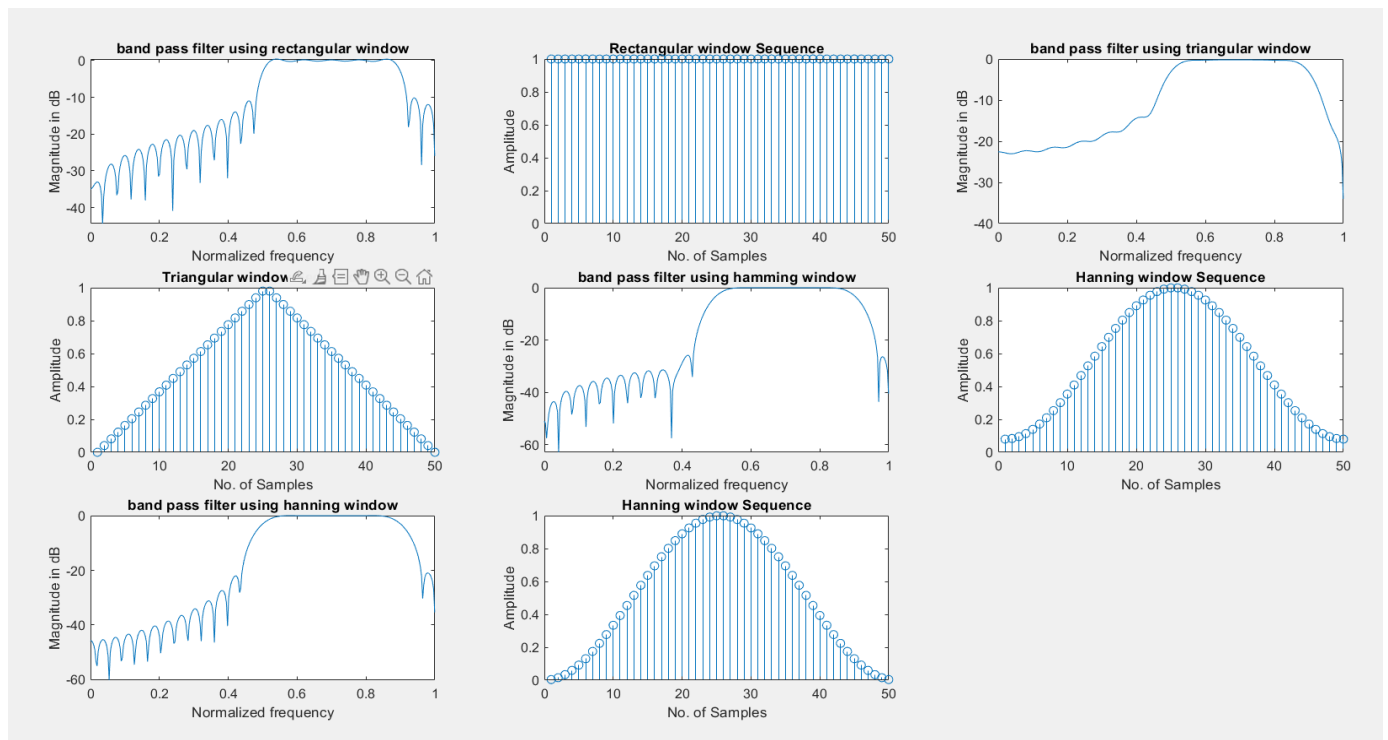 band pass filter using rectangular window
0
-10
-20
-30
-40
Magnitude in dB
0 0.2 0.4 0.6 0.8 1
Normalized frequency
Rectangular window Sequence
1
0.8
0.6
0.4
0.2
0
Amplitude
0 10 20 30 40 50
No. of Samples
band pass filter using triangular window
0
-10
-20
-30
-40
Magnitude in dB
0 0.2 0.4 0.6 0.8 1
Normalized frequency
Triangular window
1
0.8
0.6
0.4
0.2
0
Amplitude
0 10 20 30 40 50
No. of Samples
band pass filter using hamming window
0
-20
-40
-60
Magnitude in dB
0 0.2 0.4 0.6 0.8 1
Normalized frequency
Hanning window Sequence
1
0.8
0.6
0.4
0.2
0
Amplitude
0 10 20 30 40 50
No. of Samples
band pass filter using hanning window
0
-20
-40
-60
Magnitude in dB
0 0.2 0.4 0.6 0.8 1
Normalized frequency
Hanning window Sequence
1
0.8
0.6
0.4
0.2
0
Amplitude
0 10 20 30 40 50
No. of Samples